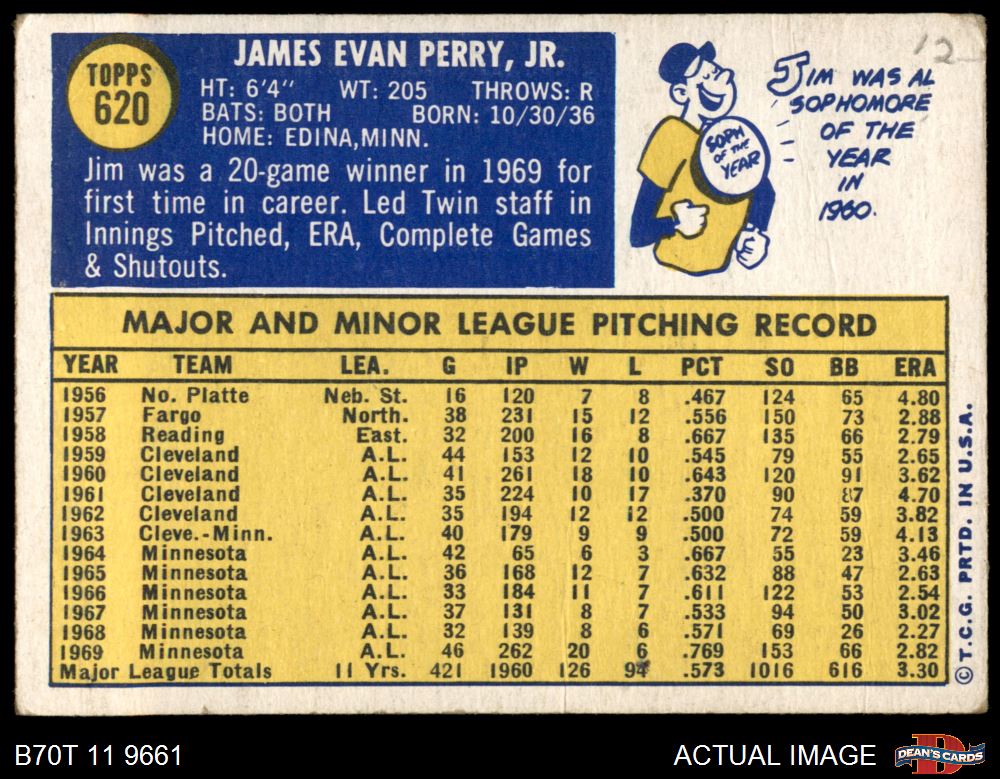 TOPPS
620
JAMES EVAN PERRY, JR.
HT: 6'4" WT: 205 THROWS: R
BATS: BOTH BORN: 10/30/36
HOME: EDINA, MINN.
Jim was a 20-game winner in 1969 for
first time in career. Led Twin staff in
Innings Pitched, ERA, Complete Games
& Shutouts.
SOPH
OF THE
YEAR
JIM WAS AL
SOPHOMORE
OF THE
YEAR
IN
1960.
12
MAJOR AND MINOR LEAGUE PITCHING RECORD
YEAR TEAM LEA. G IP W L PCT SO BB ERA
1956 No. Platte Neb. St. 16 120 7 8 .467 124 65 4.80
1957 Fargo North. 38 231 15 12 .556 150 73 2.88
1958 Reading East. 32 200 16 8 .667 135 66 2.79
1959 Cleveland A.L. 44 153 12 10 .545 79 55 2.65
1960 Cleveland A.L. 41 261 18 10 .643 120 91 3.62
1961 Cleveland A.L. 35 224 10 17 .370 90 87 4.70
1962 Cleveland A.L. 35 194 12 12 .500 74 59 3.82
1963 Cleve.-Minn. A.L. 40 179 9 9 .500 72 59 4.13
1964 Minnesota A.L. 42 65 6 3 .667 55 23 3.46
1965 Minnesota A.L. 36 168 12 7 .632 88 47 2.63
1966 Minnesota A.L. 33 184 11 7 .611 122 53 2.54
1967 Minnesota A.L. 37 131 8 7 .533 94 50 3.02
1968 Minnesota A.L. 32 139 8 6 .571 69 26 2.27
1969 Minnesota A.L. 46 262 20 6 .769 153 66 2.82
Major League Totals 11 Yrs. 421 1960 126 94 .573 1016 616 3.30
© T.C.G. PRTD. IN U.S.A.
B70T 11 9661
ACTUAL IMAGE
D
DEAN'S CARDS